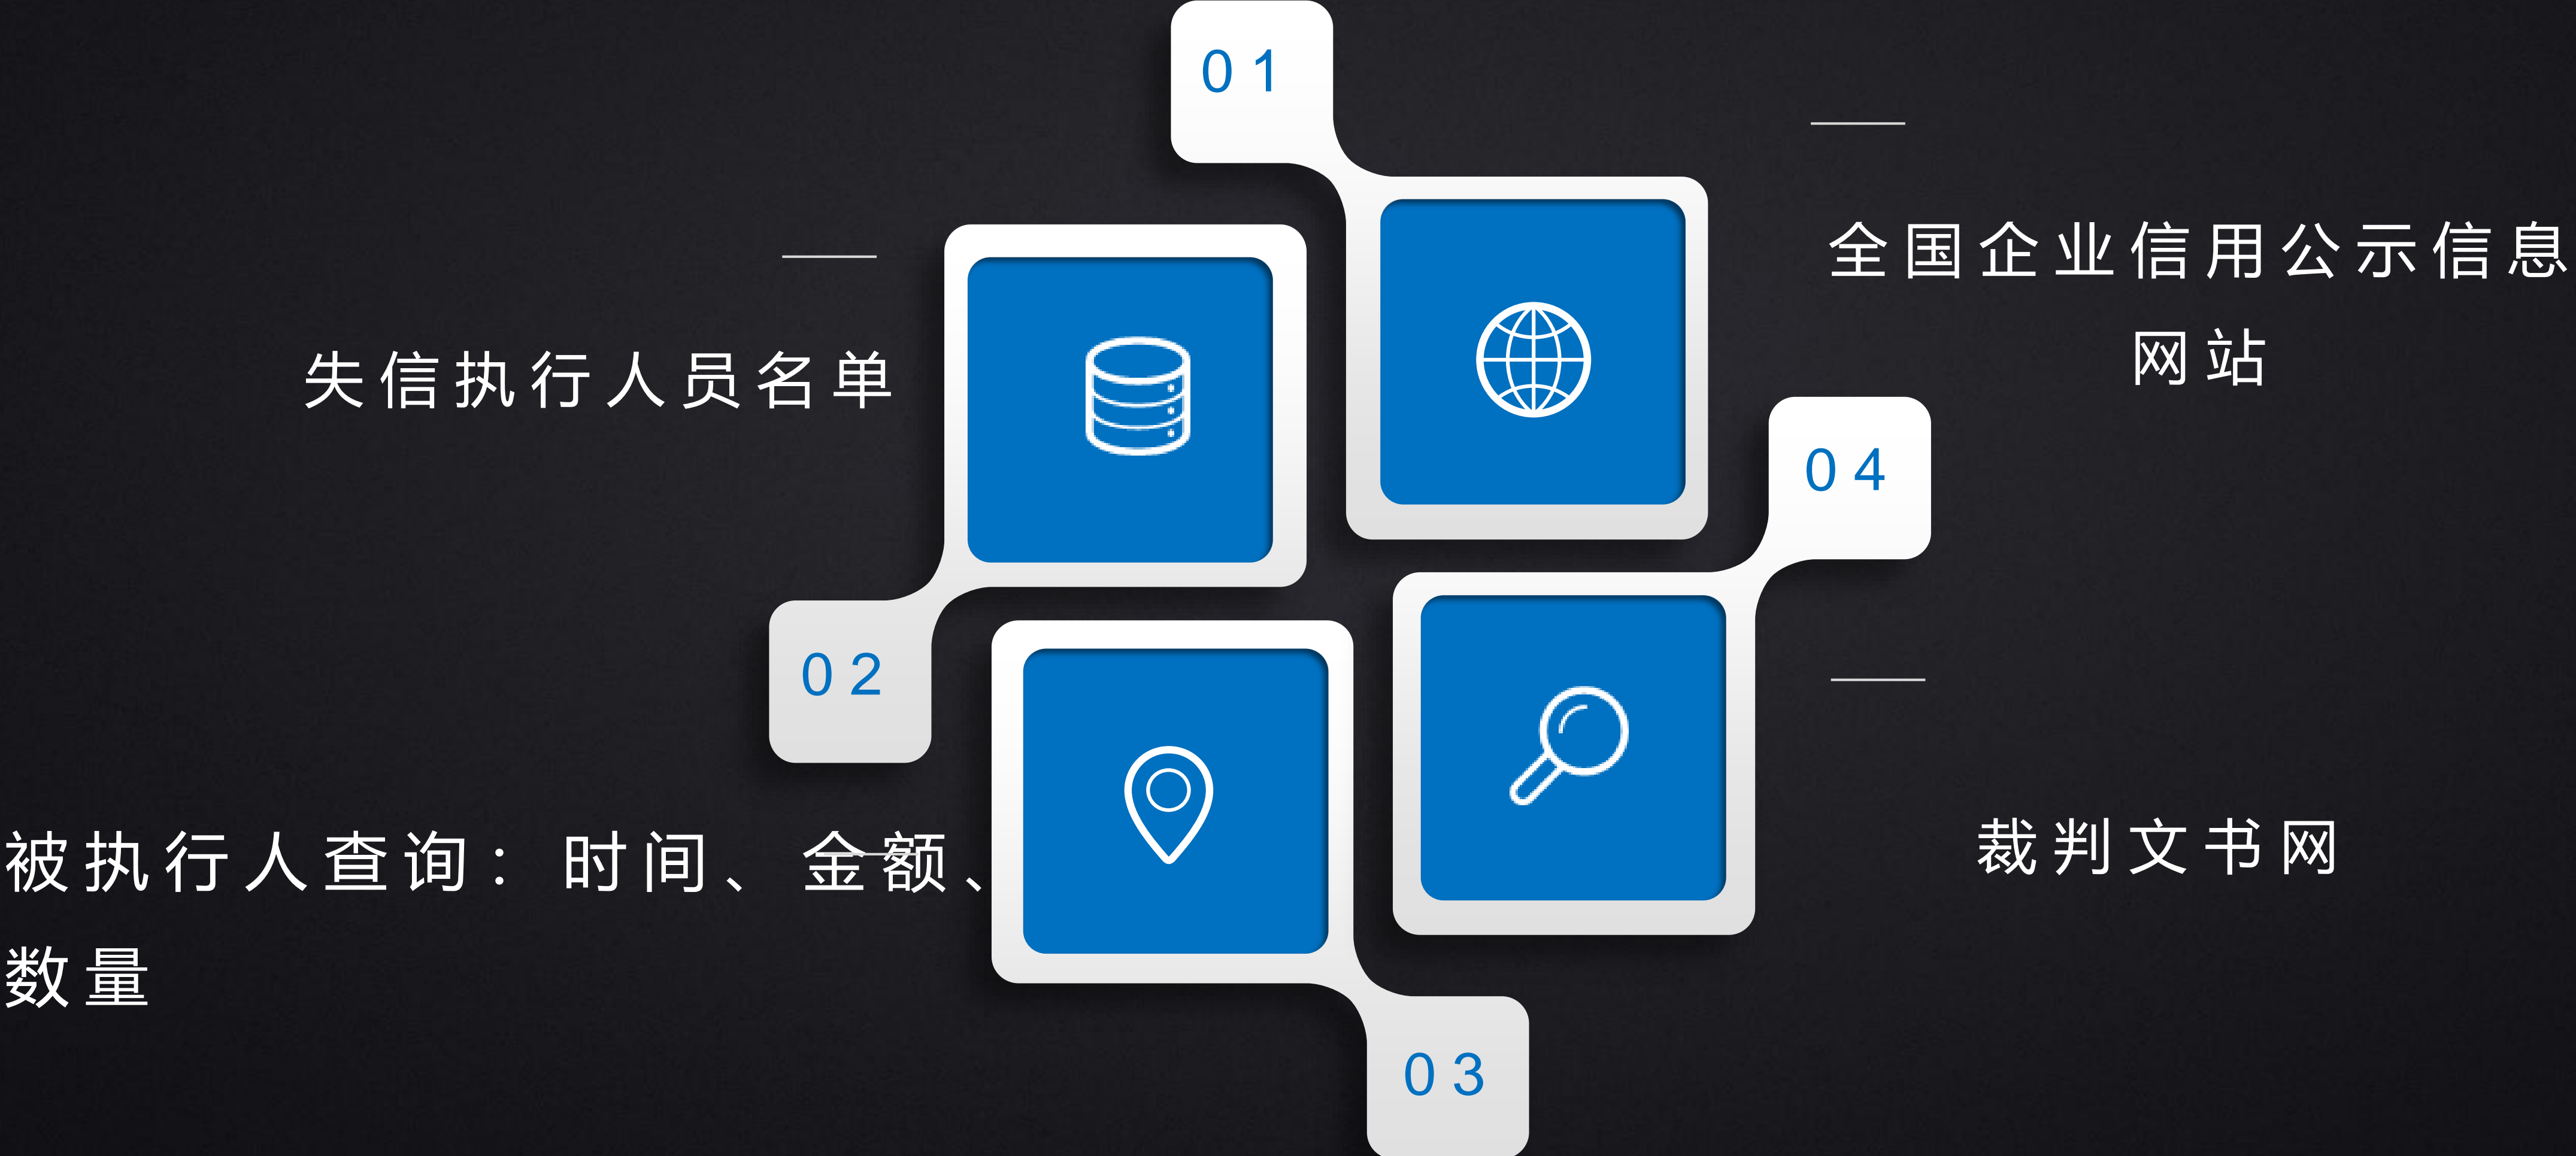 01
全国企业信用公示信息
网站
失信执行人员名单
04
02
被执行人查询：时间、金额、
数量
裁判文书网
03